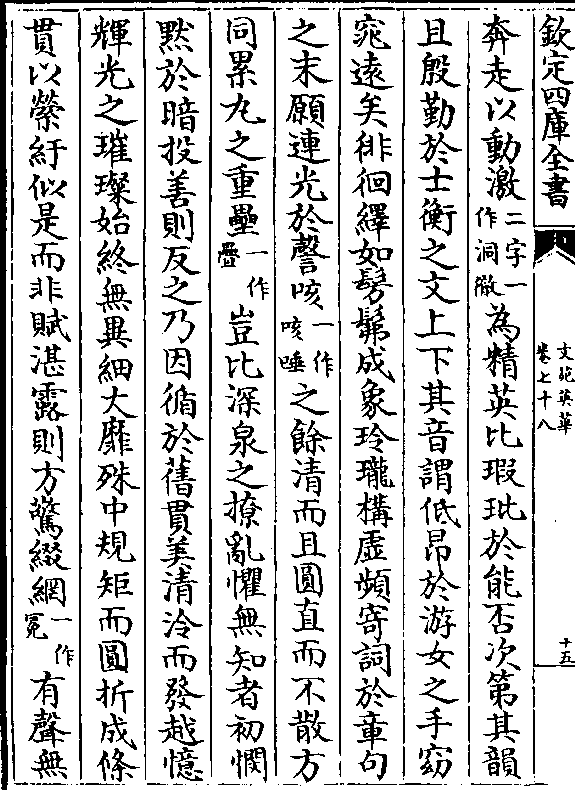 欽定四庫全書
文苑英華
卷七十八
十五
奔走以動激二字一作洞徹為精英比瑕玼於能否次第其韻
且殷勤於士衡之文上下其音謂低昂於游女之手窈
窕遠矣徘徊繹如髣髴成象玲瓏構虛頻寄詞於章句
之末願連光於謦咳一作咳唾之餘清而且圓直而不散方
同累丸之重壘一作疊豈比深泉之撩亂懼無知者初憫
黙於暗投善則反之乃因循於舊貫美清泠而發越憶
輝光之璀璨始終無異細大靡殊中規矩而圓折成條
貫以縈紆似是而非賦湛露則方驚綴網一作冕有聲無